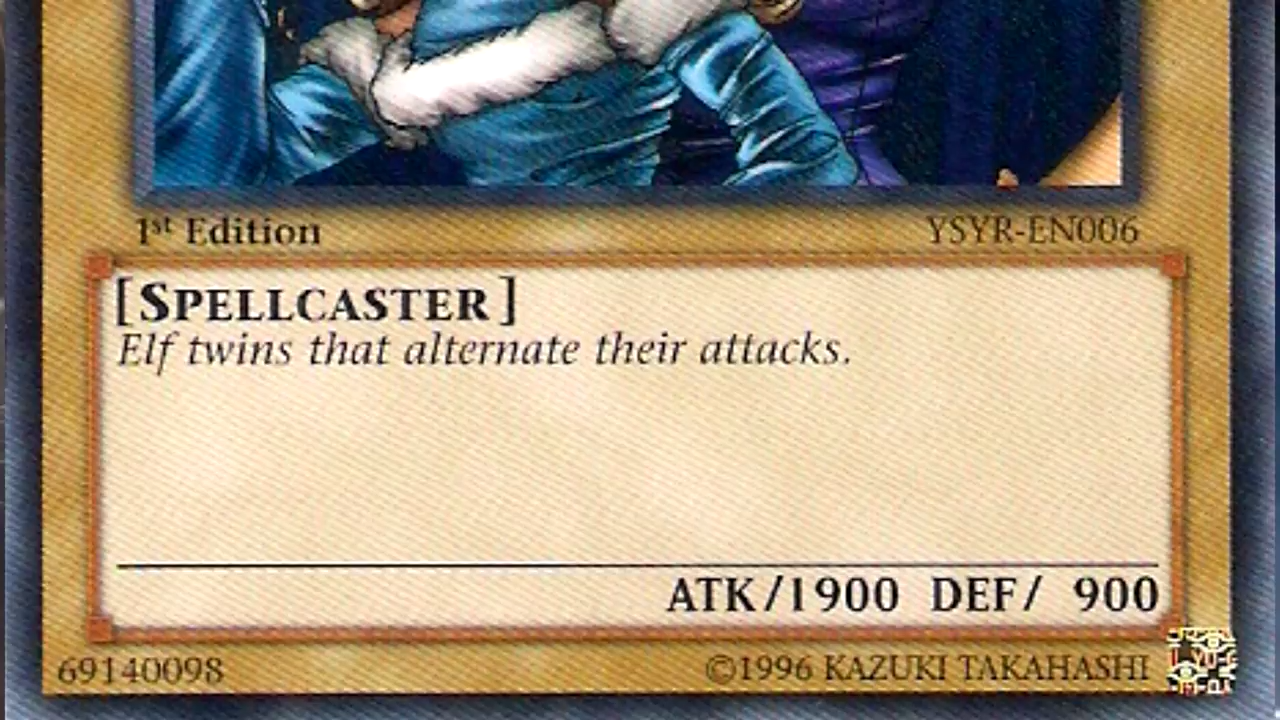 1st Edition YSYR-EN006
[SPELLCASTER]
Elf twins that alternate their attacks.
ATK/1900 DEF/ 900
69140098 ©1996 KAZUKI TAKAHASHI